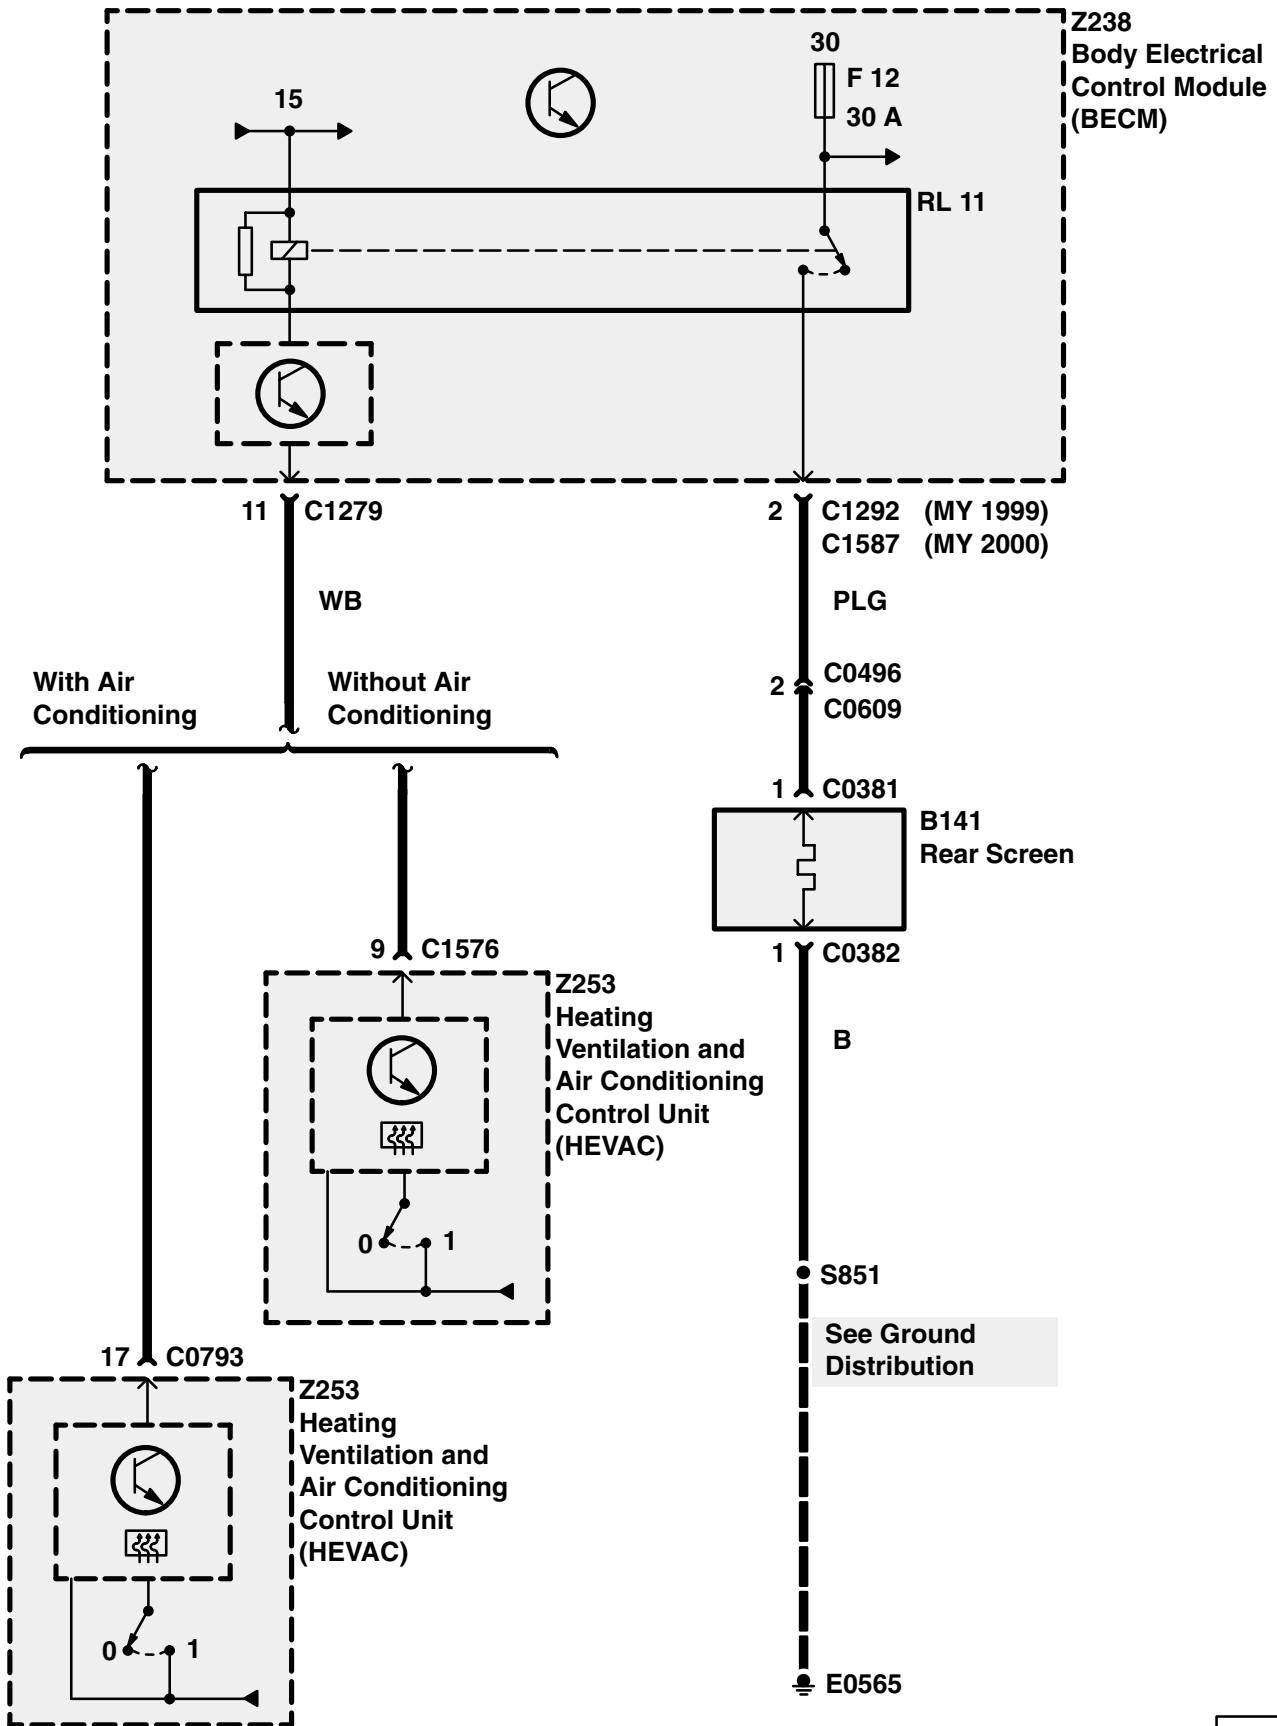 Z238
Body Electrical
Control Module
(BECM)
30
F 12
30 A
15
RL 11
11 C1279
2 C1292 (MY 1999)
C1587 (MY 2000)
WB
PLG
With Air
Conditioning
Without Air
Conditioning
2 C0496
C0609
1 C0381
B141
Rear Screen
1 C0382
9 C1576
Z253
Heating
Ventilation and
Air Conditioning
Control Unit
(HEVAC)
B
0 1
S851
See Ground
Distribution
17 C0793
Z253
Heating
Ventilation and
Air Conditioning
Control Unit
(HEVAC)
0 1
E0565